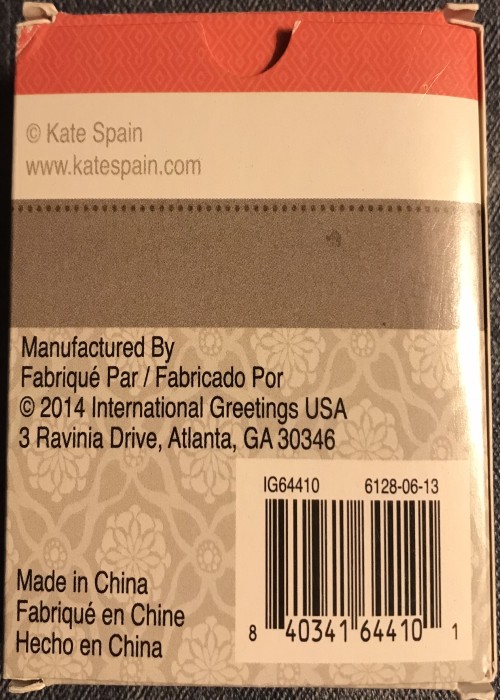 © Kate Spain
www.katespain.com
Manufactured By
Fabriqué Par / Fabricado Por
© 2014 International Greetings USA
3 Ravinia Drive, Atlanta, GA 30346
IG64410 6128-06-13
8 40341 64410 1
Made in China
Fabriqué en Chine
Hecho en China